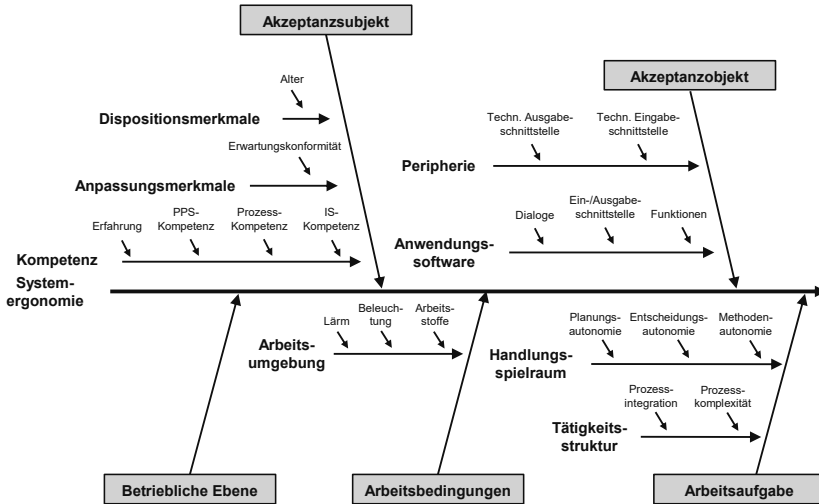 Akzeptanzsubjekt
Akzeptanzobjekt
Alter
Dispositionsmerkmale
Erwartungskonformität
Anpassungsmerkmale
Erfahrung
PPS-
Kompetenz
Prozess-
Kompetenz
IS-
Kompetenz
Kompetenz
Techn. Ausgabe-
schnittstelle
Techn. Eingabe-
schnittstelle
Peripherie
Dialoge
Ein-/Ausgabe-
schnittstelle
Funktionen
Anwendungs-
software
System-
ergonomie
Lärm
Beleuch-
tung
Arbeits-
stoffe
Arbeits-
umgebung
Planungs-
autonomie
Entscheidungs-
autonomie
Methoden-
autonomie
Handlungs-
spielraum
Prozess-
integration
Prozess-
komplexität
Tätigkeits-
struktur
Betriebliche Ebene
Arbeitsbedingungen
Arbeitsaufgabe